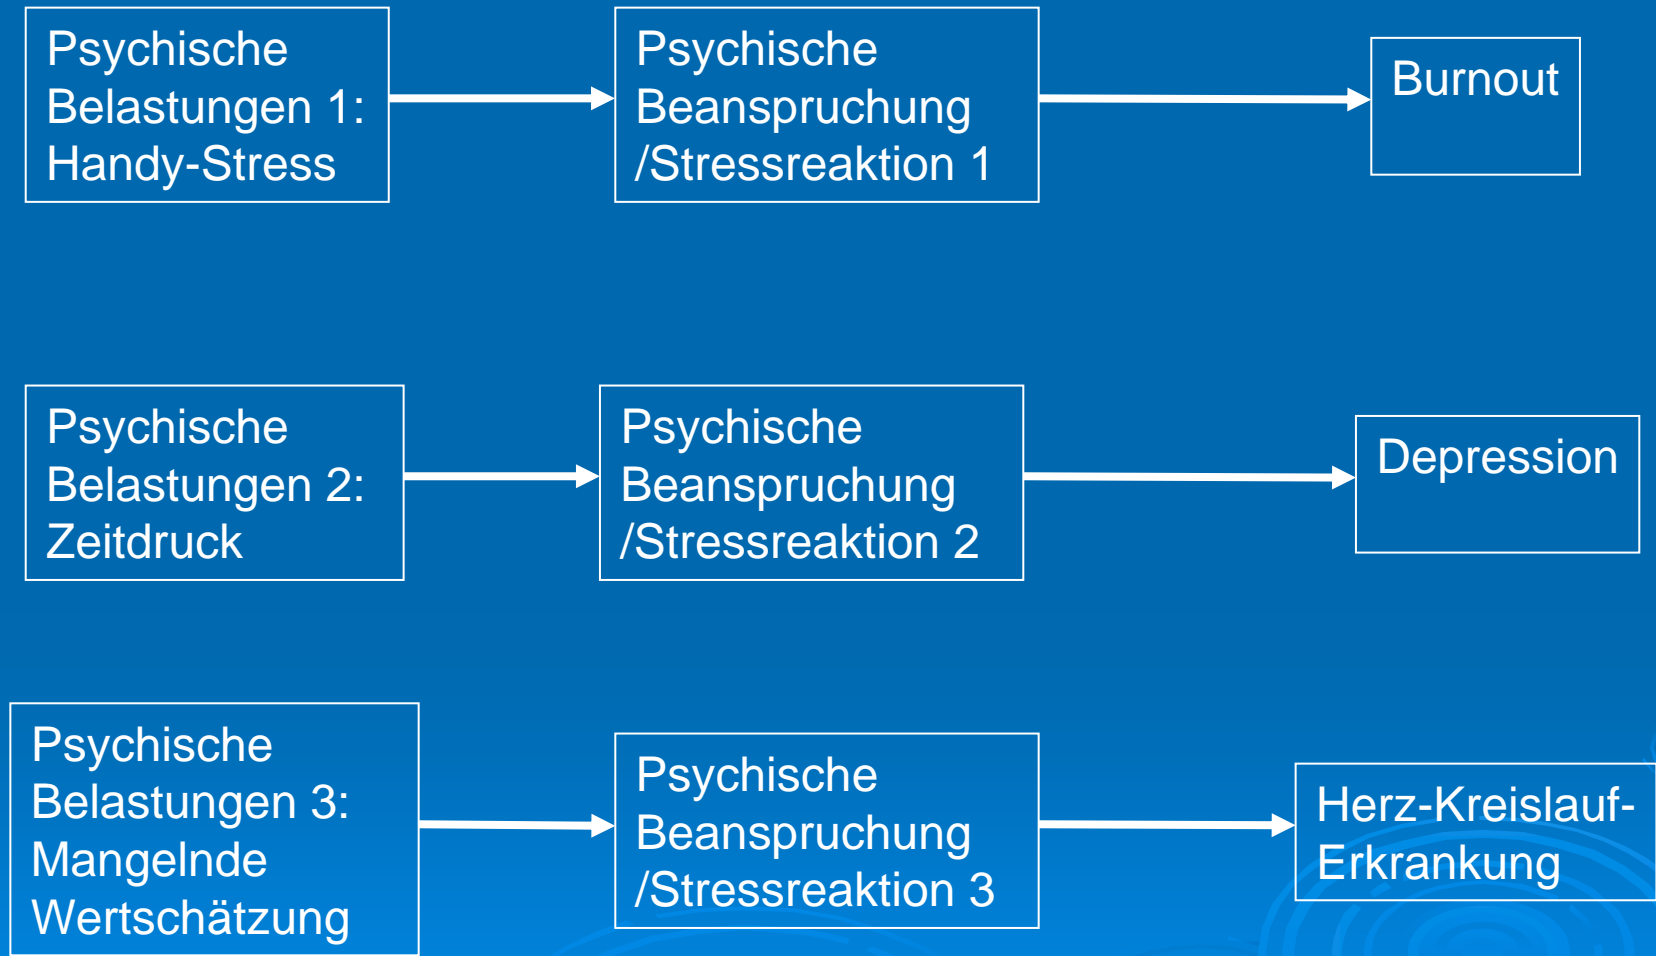 Psychische
Belastungen 1:
Handy-Stress
Psychische
Beanspruchung
/Stressreaktion 1
Burnout
Psychische
Belastungen 2:
Zeitdruck
Psychische
Beanspruchung
/Stressreaktion 2
Depression
Psychische
Belastungen 3:
Mangelnde
Wertschätzung
Psychische
Beanspruchung
/Stressreaktion 3
Herz-Kreislauf-
Erkrankung